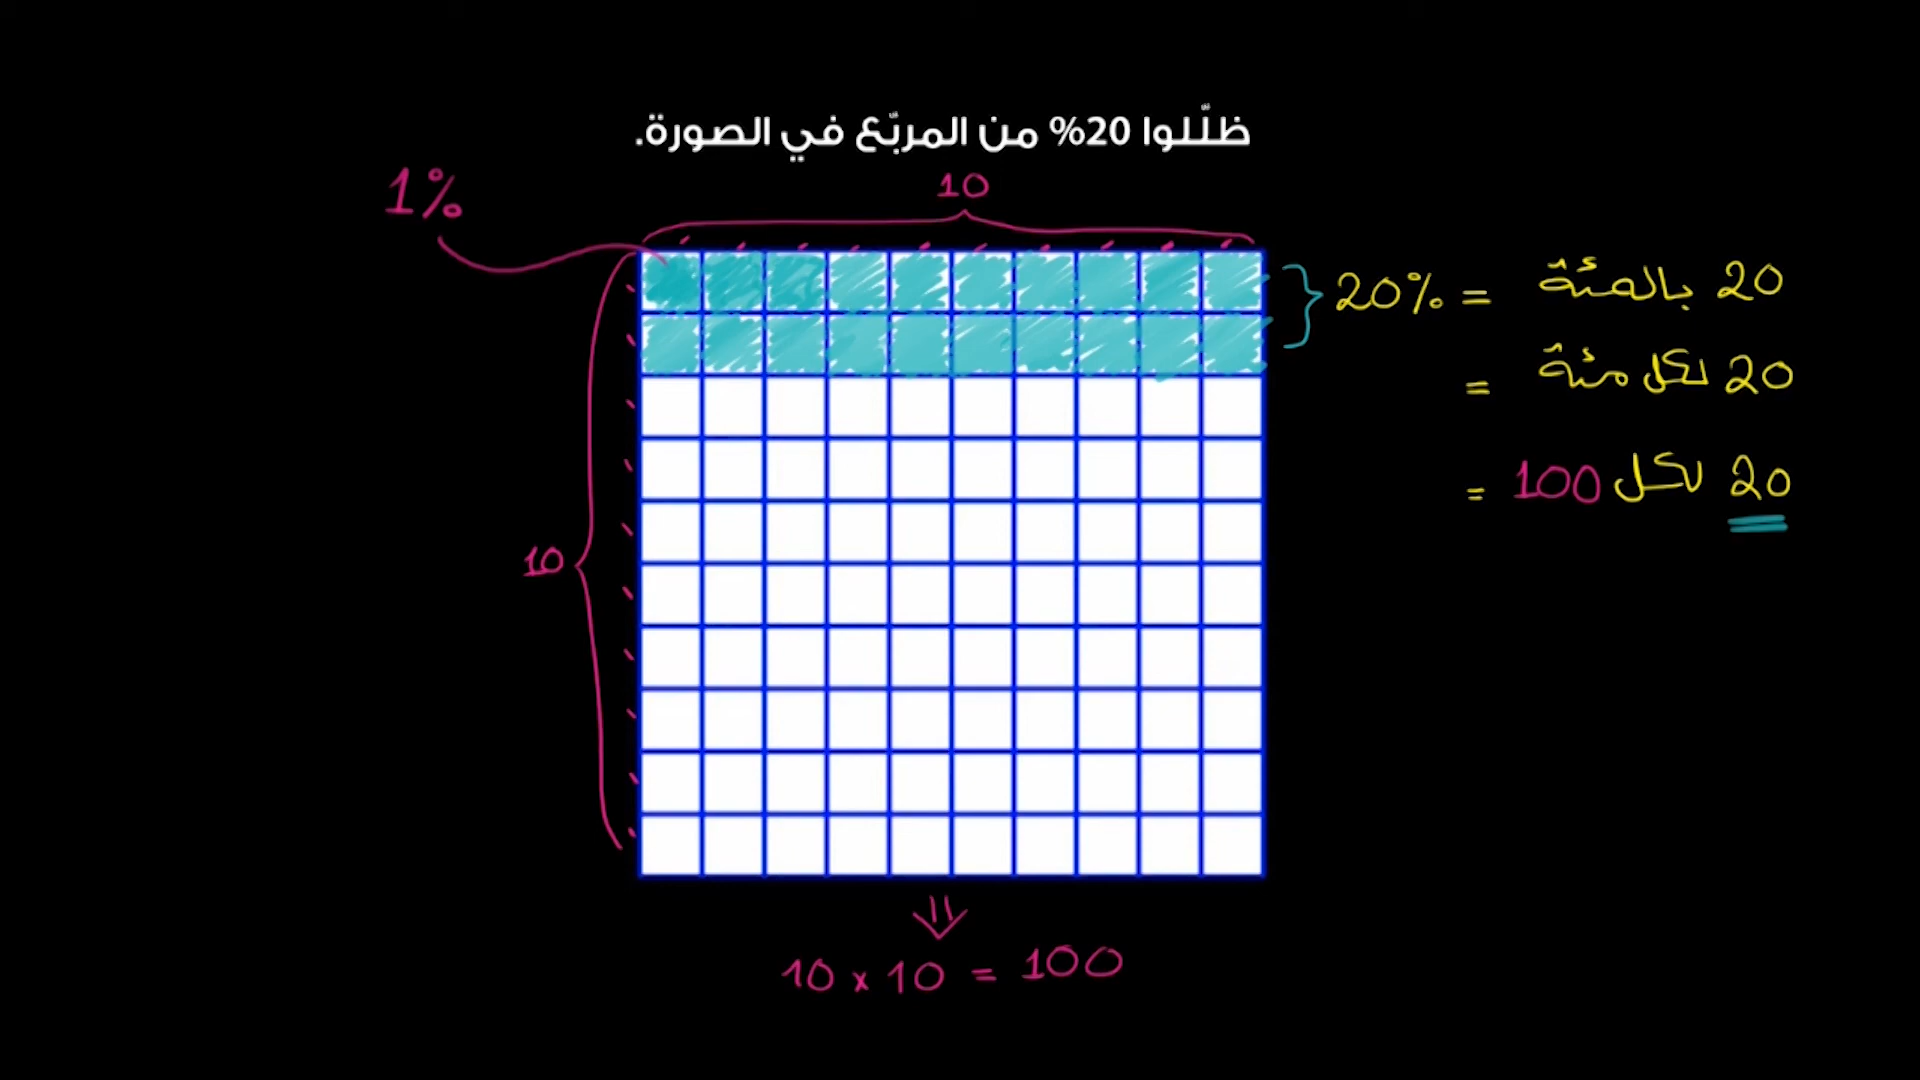 ظلّلوا 20% من المربّع في الصورة.
1%
10
20% = 20 بالمئة
= 20 لكل مئة
= 20 لكل 100
10
10 x 10 = 100